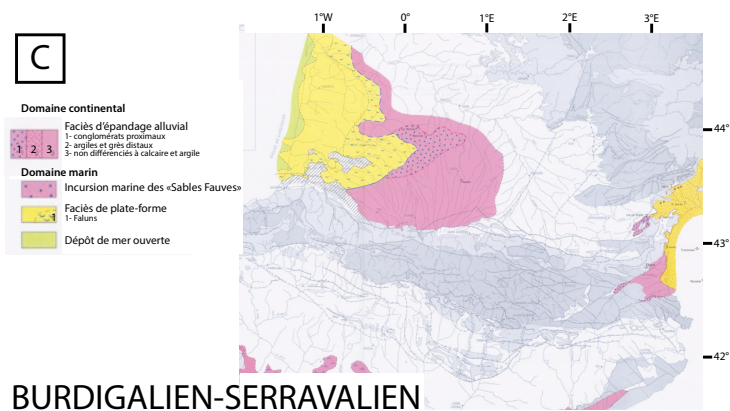 1°W 0° 1°E 2°E 3°E
C
Domaine continental
Faciès d'épandage alluvial
1- conglomérats proximaux
2- argiles et grès distaux
3- non différenciés à calcaire et argile
1 2 3
Domaine marin
Incursion marine des «Sables Fauves»
Faciès de plate-forme
1- Faluns
1
Dépôt de mer ouverte
44°
43°
42°
BURDIGALIEN-SERRAVALIEN